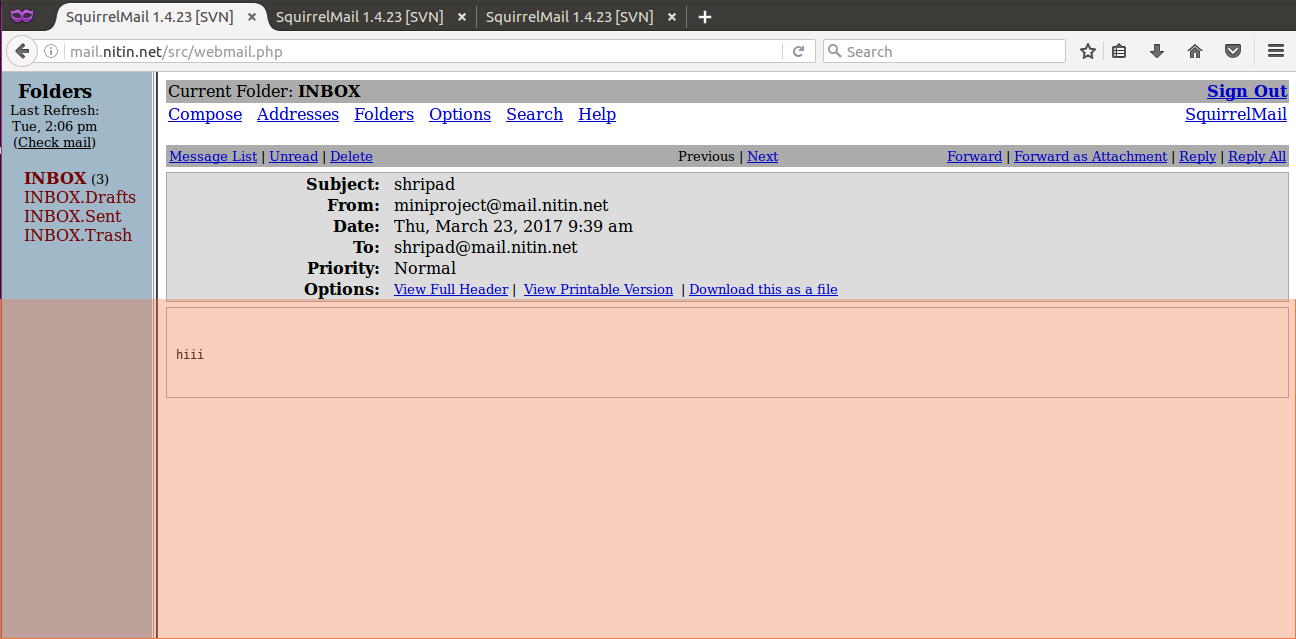 SquirrelMail 1.4.23 [SVN] × SquirrelMail 1.4.23 [SVN] × SquirrelMail 1.4.23 [SVN] × +
mail.nitin.net/src/webmail.php Search
Folders
Last Refresh:
Tue, 2:06 pm
(Check mail)
INBOX (3)
INBOX.Drafts
INBOX.Sent
INBOX.Trash
Current Folder: INBOX Sign Out
Compose Addresses Folders Options Search Help SquirrelMail
Message List | Unread | Delete Previous | Next Forward | Forward as Attachment | Reply | Reply All
Subject: shripad
From: miniproject@mail.nitin.net
Date: Thu, March 23, 2017 9:39 am
To: shripad@mail.nitin.net
Priority: Normal
Options: View Full Header | View Printable Version | Download this as a file
hiii